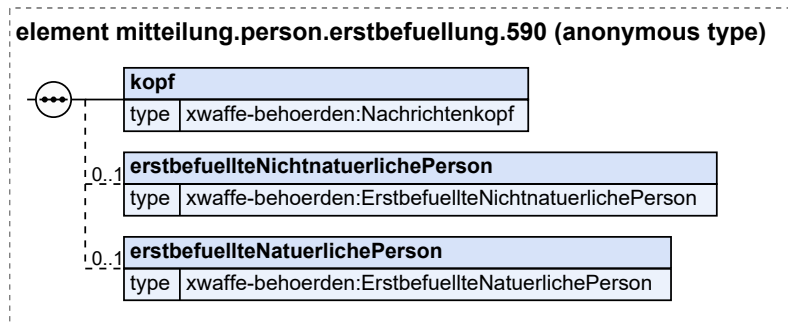 element mitteilung.person.erstbefuellung.590 (anonymous type)
kopf
type xwaffe-behoerden:Nachrichtenkopf
0..1
erstbefuellteNichtnatuerlichePerson
type xwaffe-behoerden:ErstbefuellteNichtnatuerlichePerson
0..1
erstbefuellteNatuerlichePerson
type xwaffe-behoerden:ErstbefuellteNatuerlichePerson